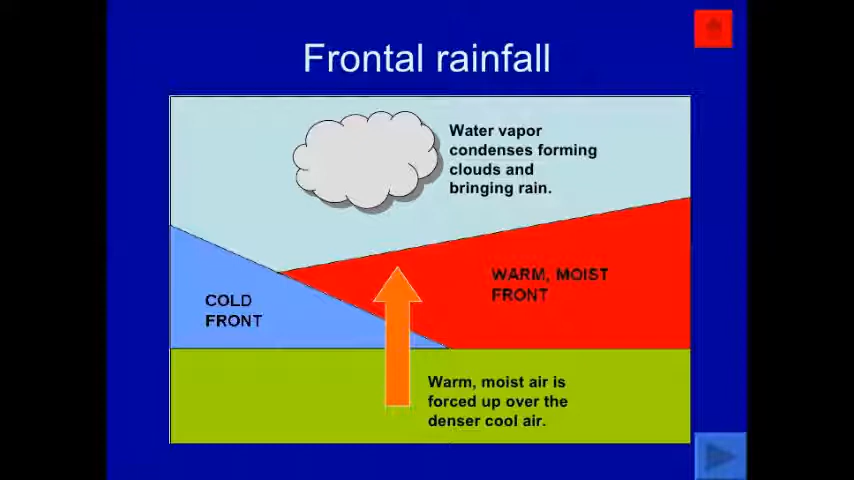 Frontal rainfall
Water vapor
condenses forming
clouds and
bringing rain.
WARM, MOIST
FRONT
COLD
FRONT
Warm, moist air is
forced up over the
denser cool air.